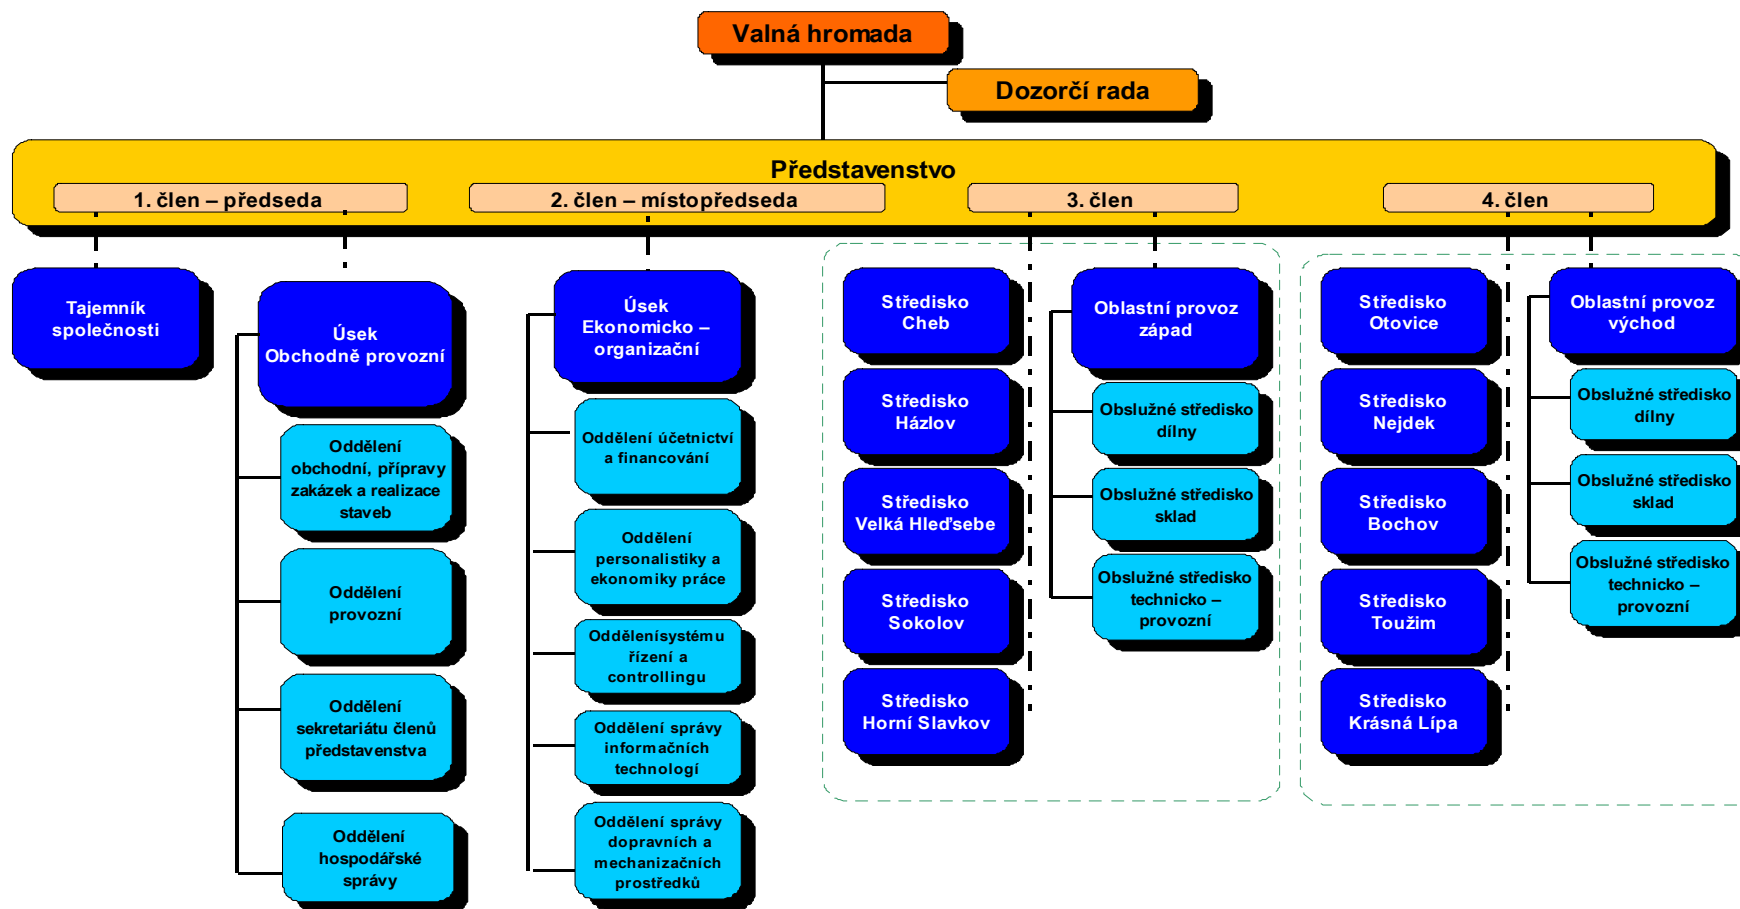 Valná hromada
Dozorčí rada
Představenstvo
1. člen – předseda
2. člen – místopředseda
3. člen
4. člen
Tajemník
společnosti
Úsek
Obchodně provozní
Oddělení
obchodní, přípravy
zakázek a realizace
staveb
Oddělení
provozní
Oddělení
sekretariátu členů
představenstva
Oddělení
hospodářské
správy
Úsek
Ekonomicko –
organizační
Oddělení účetnictví
a financování
Oddělení
personalistiky a
ekonomiky práce
Oddělenísystému
řízení a
controllingu
Oddělení správy
informačních
technologí
Oddělení správy
dopravních a
mechanizačních
prostředků
Středisko
Cheb
Středisko
Házlov
Středisko
Velká Hleďsebe
Středisko
Sokolov
Středisko
Horní Slavkov
Oblastní provoz
západ
Obslužné středisko
dílny
Obslužné středisko
sklad
Obslužné středisko
technicko –
provozní
Středisko
Otovice
Středisko
Nejdek
Středisko
Bochov
Středisko
Toužim
Středisko
Krásná Lípa
Oblastní provoz
východ
Obslužné středisko
dílny
Obslužné středisko
sklad
Obslužné středisko
technicko –
provozní